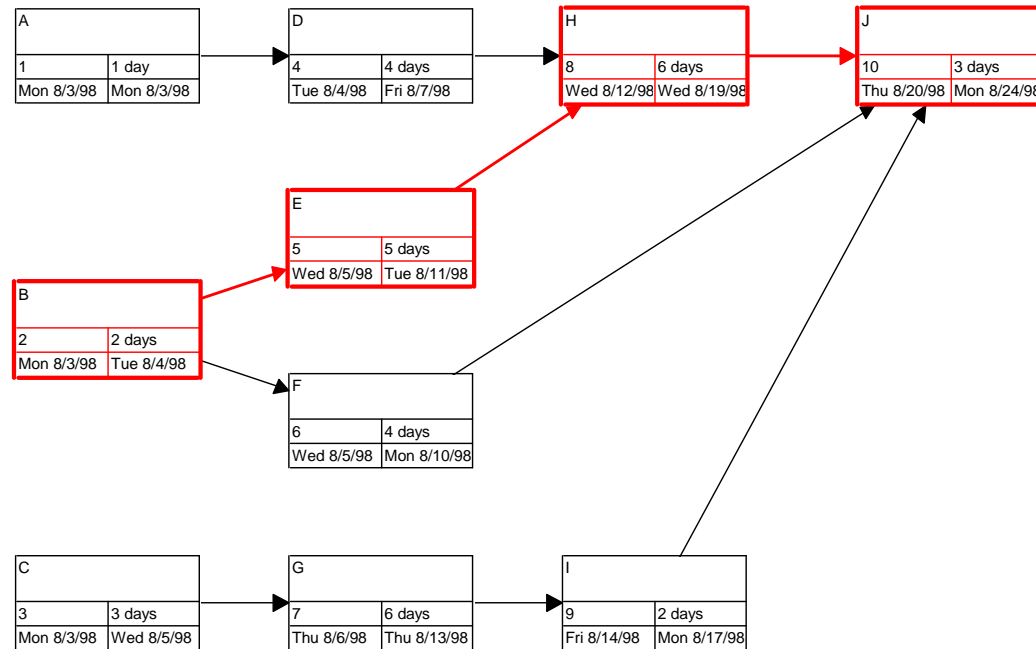 A
1 1 day
Mon 8/3/98 Mon 8/3/98
D
4 4 days
Tue 8/4/98 Fri 8/7/98
H
8 6 days
Wed 8/12/98 Wed 8/19/98
J
10 3 days
Thu 8/20/98 Mon 8/24/98
E
5 5 days
Wed 8/5/98 Tue 8/11/98
B
2 2 days
Mon 8/3/98 Tue 8/4/98
F
6 4 days
Wed 8/5/98 Mon 8/10/98
C
3 3 days
Mon 8/3/98 Wed 8/5/98
G
7 6 days
Thu 8/6/98 Thu 8/13/98
I
9 2 days
Fri 8/14/98 Mon 8/17/98